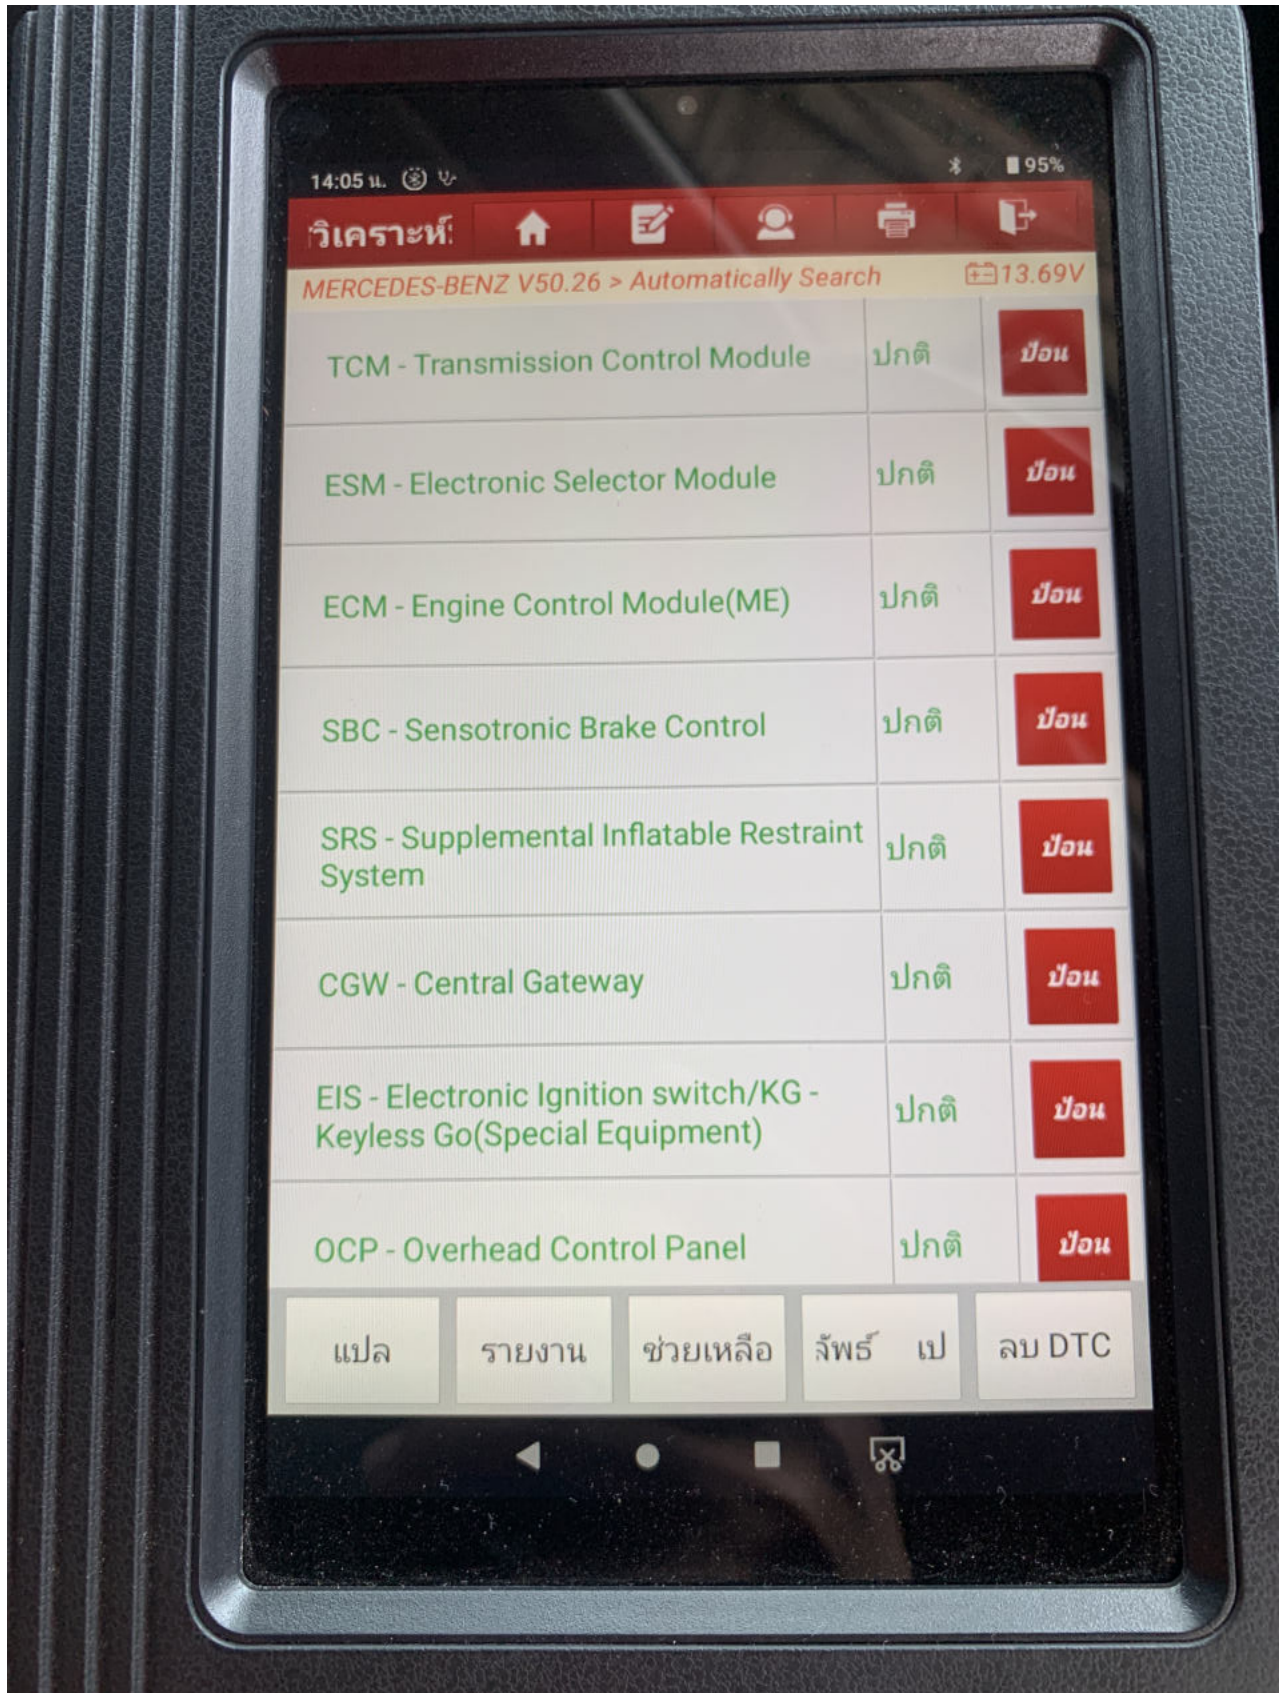 14:05 น. 95%
วิเคราะห์
MERCEDES-BENZ V50.26 > Automatically Search 13.69V
TCM - Transmission Control Module ปกติ ป้อน
ESM - Electronic Selector Module ปกติ ป้อน
ECM - Engine Control Module(ME) ปกติ ป้อน
SBC - Sensotronic Brake Control ปกติ ป้อน
SRS - Supplemental Inflatable Restraint
System ปกติ ป้อน
CGW - Central Gateway ปกติ ป้อน
EIS - Electronic Ignition switch/KG -
Keyless Go(Special Equipment) ปกติ ป้อน
OCP - Overhead Control Panel ปกติ ป้อน
แปล รายงาน ช่วยเหลือ ลัพธ์ เป ลบ DTC